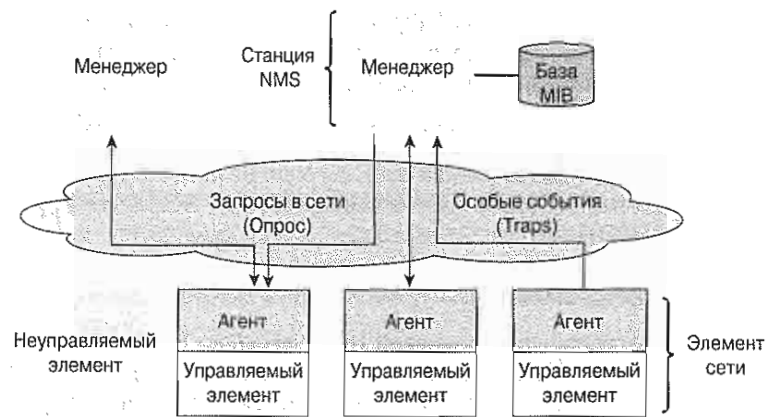 Менеджер
Станция
NMS
Менеджер
База
MIB
Запросы в сети
(Опрос)
Особые события
(Traps)
Неуправляемый
элемент
Агент
Управляемый
элемент
Агент
Управляемый
элемент
Агент
Управляемый
элемент
Элемент
сети